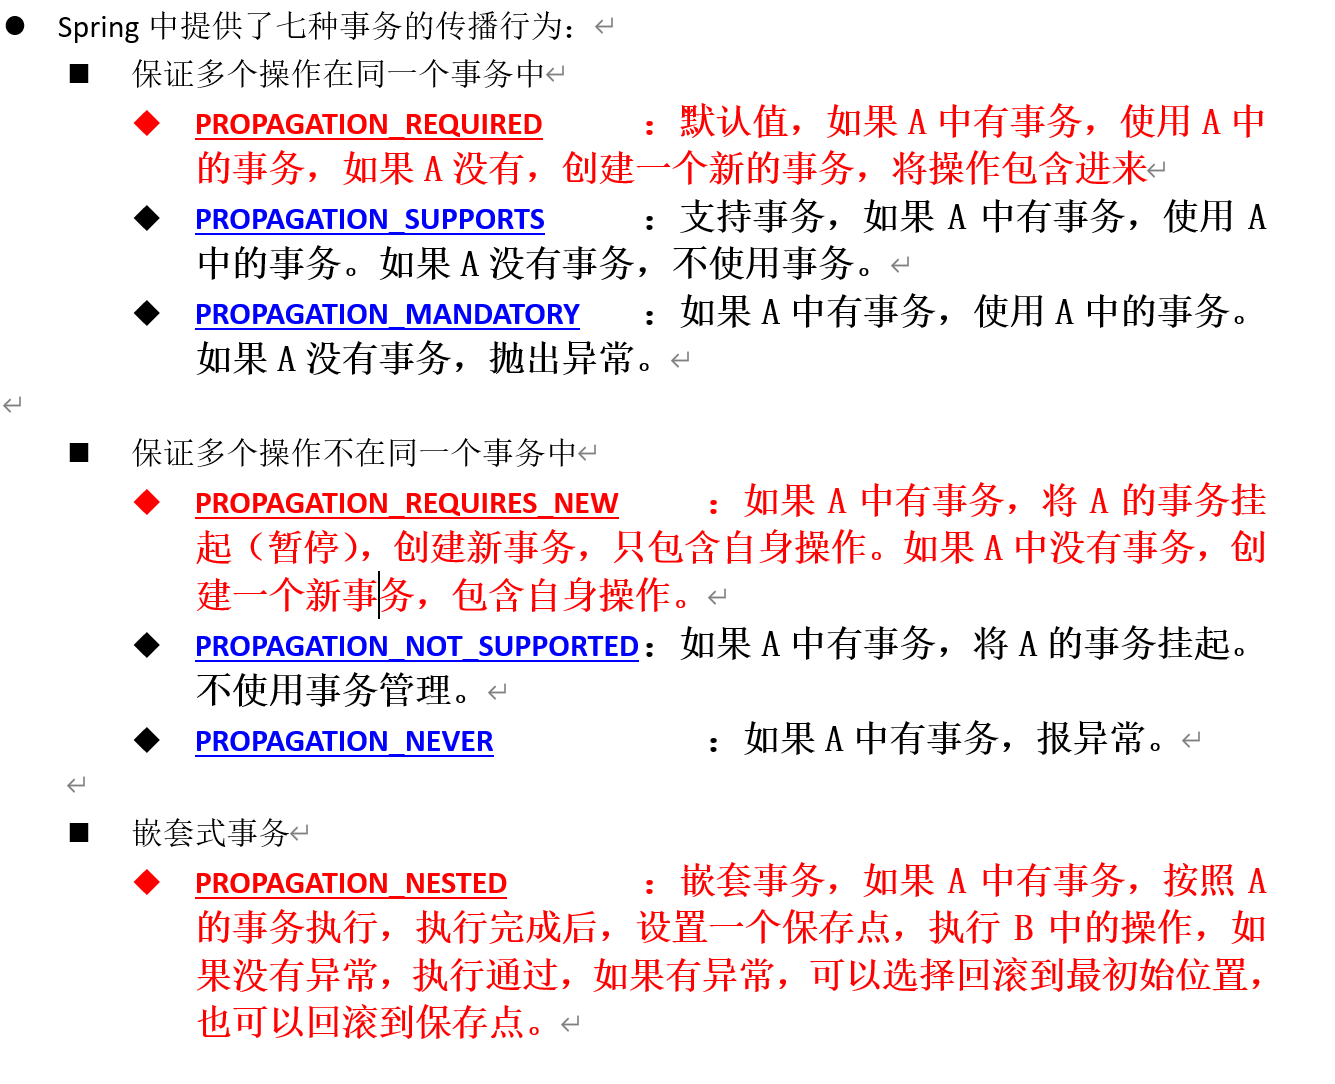 Spring 中提供了七种事务的传播行为：
保证多个操作在同一个事务中
PROPAGATION_REQUIRED ：默认值，如果 A 中有事务，使用 A 中
的事务，如果 A 没有，创建一个新的事务，将操作包含进来
PROPAGATION_SUPPORTS ：支持事务，如果 A 中有事务，使用 A
中的事务。如果 A 没有事务，不使用事务。
PROPAGATION_MANDATORY ：如果 A 中有事务，使用 A 中的事务。
如果 A 没有事务，抛出异常。
保证多个操作不在同一个事务中
PROPAGATION_REQUIRES_NEW ：如果 A 中有事务，将 A 的事务挂
起（暂停），创建新事务，只包含自身操作。如果 A 中没有事务，创
建一个新事务，包含自身操作。
PROPAGATION_NOT_SUPPORTED：如果 A 中有事务，将 A 的事务挂起。
不使用事务管理。
PROPAGATION_NEVER ：如果 A 中有事务，报异常。
嵌套式事务
PROPAGATION_NESTED ：嵌套事务，如果 A 中有事务，按照 A
的事务执行，执行完成后，设置一个保存点，执行 B 中的操作，如
果没有异常，执行通过，如果有异常，可以选择回滚到最初始位置，
也可以回滚到保存点。